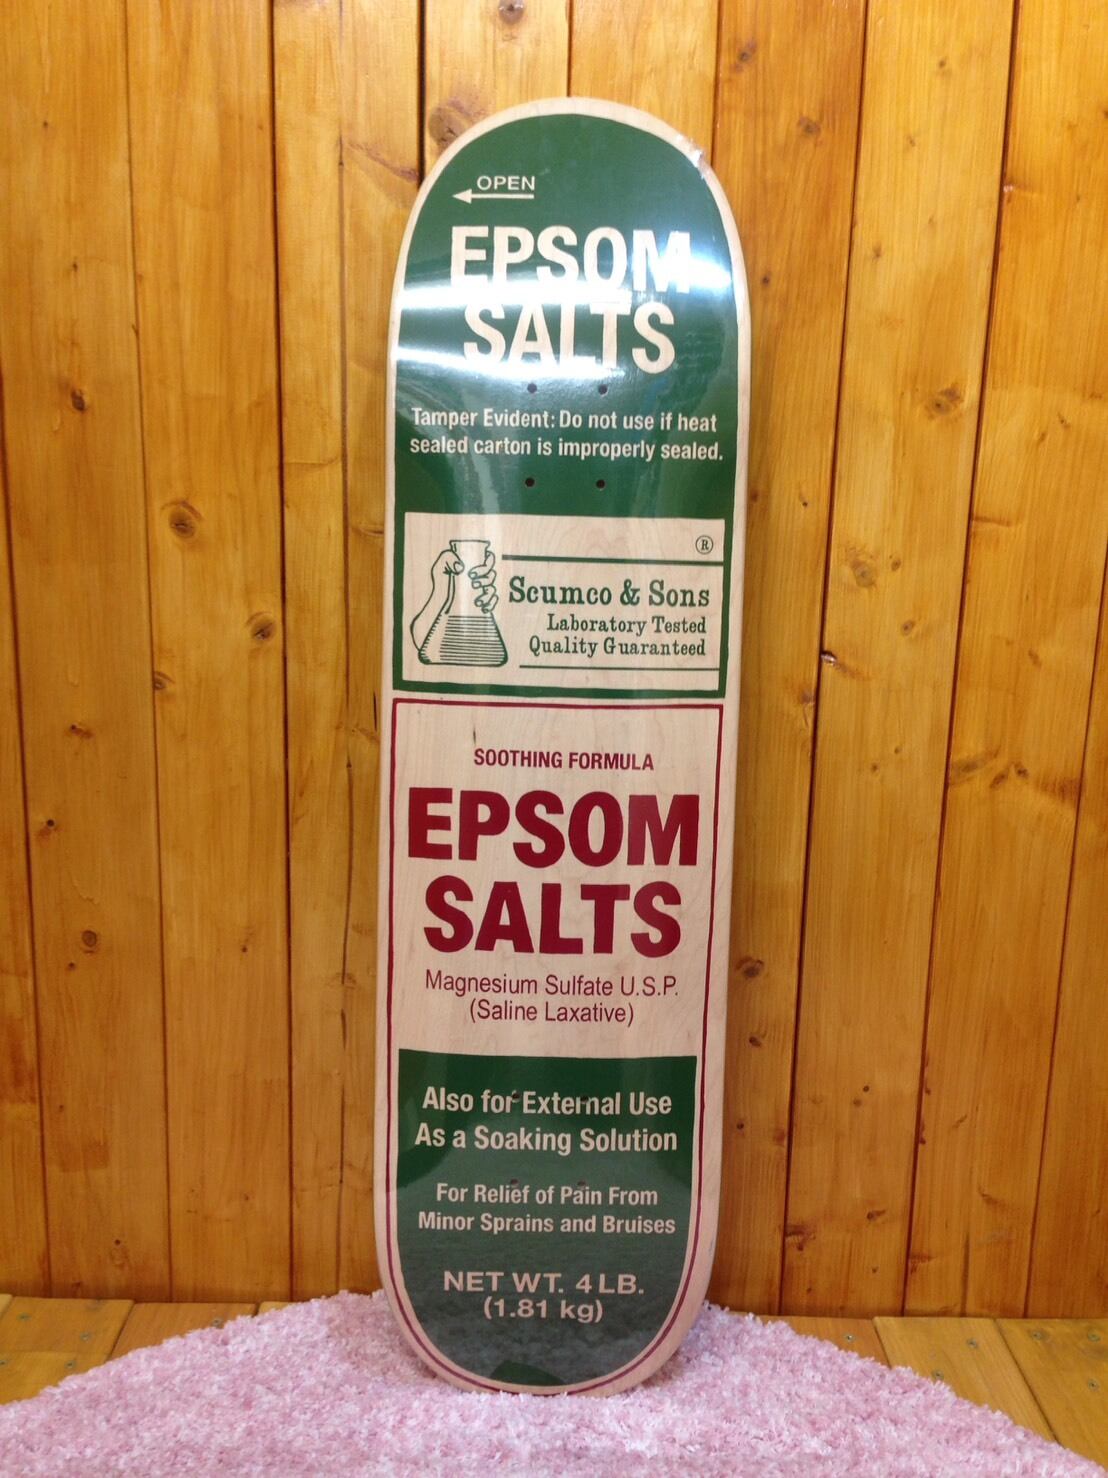 OPEN
EPSOM
SALTS
Tamper Evident: Do not use if heat
sealed carton is improperly sealed.
®
Scumco & Sons
Laboratory Tested
Quality Guaranteed
SOOTHING FORMULA
EPSOM
SALTS
Magnesium Sulfate U.S.P.
(Saline Laxative)
Also for External Use
As a Soaking Solution
For Relief of Pain From
Minor Sprains and Bruises
NET WT. 4 LB.
(1.81 kg)